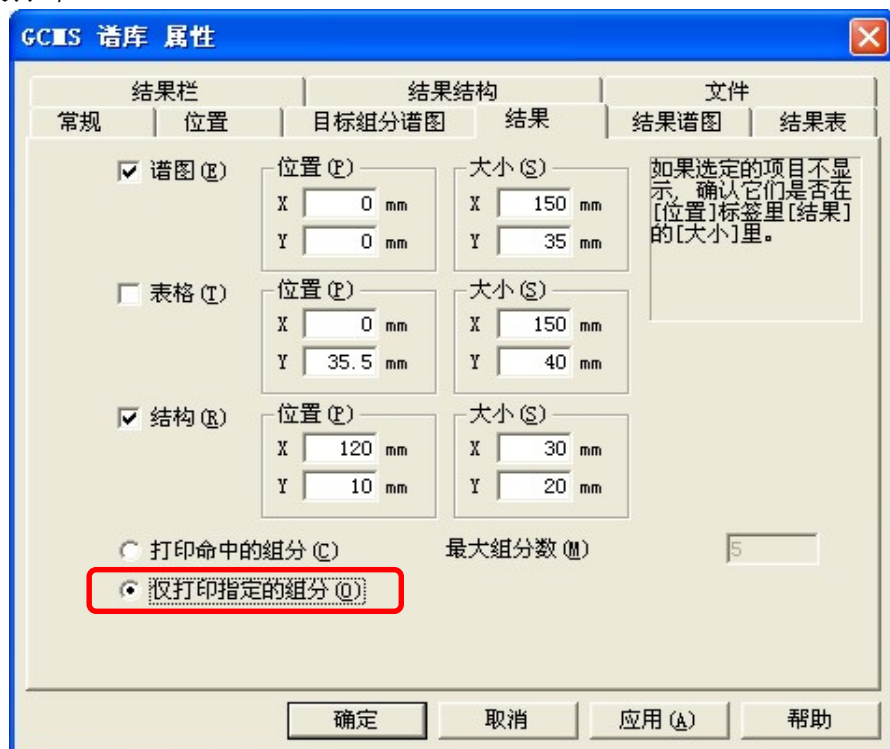 GCMS 谱库 属性
结果栏 结果结构 文件
常规 位置 目标组分谱图 结果 结果谱图 结果表
谱图(E) 位置(P) 大小(S)
X 0 mm X 150 mm
Y 0 mm Y 35 mm
如果选定的项目不显
示, 确认它们是否在
[位置]标签里[结果]
的[大小]里。
表格(T) 位置(P) 大小(S)
X 0 mm X 150 mm
Y 35.5 mm Y 40 mm
结构(R) 位置(P) 大小(S)
X 120 mm X 30 mm
Y 10 mm Y 20 mm
打印命中的组分(C) 最大组分数(M) 5
仅打印指定的组分(O)
确定 取消 应用(A) 帮助